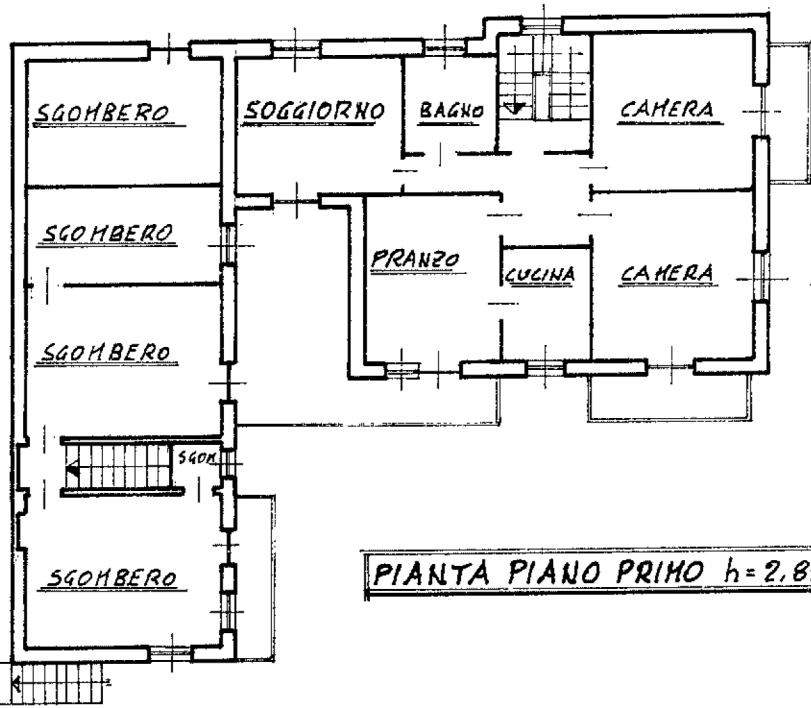 SGOMBERO
SOGGIORNO
BAGNO
CAMERA
SGOMBERO
PRANZO
CUCINA
CAMERA
SGOMBERO
SGOM
SGOMBERO
PIANTA PIANO PRIMO h=2,8